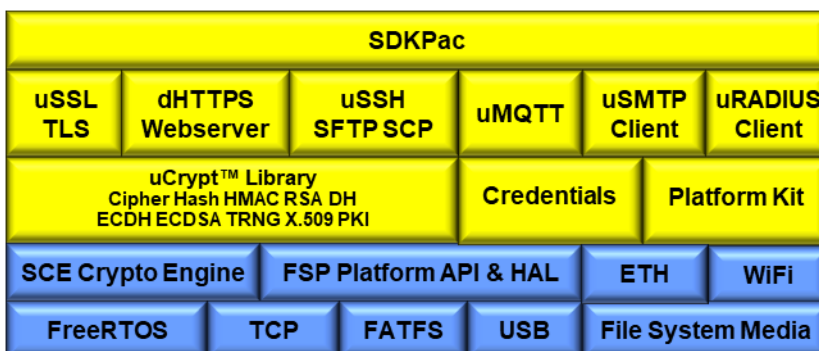 SDKPac
uSSL
TLS
dHTTPS
Webserver
uSSH
SFTP SCP
uMQTT
uSMTP
Client
uRADIUS
Client
uCrypt™ Library
Cipher Hash HMAC RSA DH
ECDH ECDSA TRNG X.509 PKI
Credentials
Platform Kit
SCE Crypto Engine
FSP Platform API & HAL
ETH
WiFi
FreeRTOS
TCP
FATFS
USB
File System Media